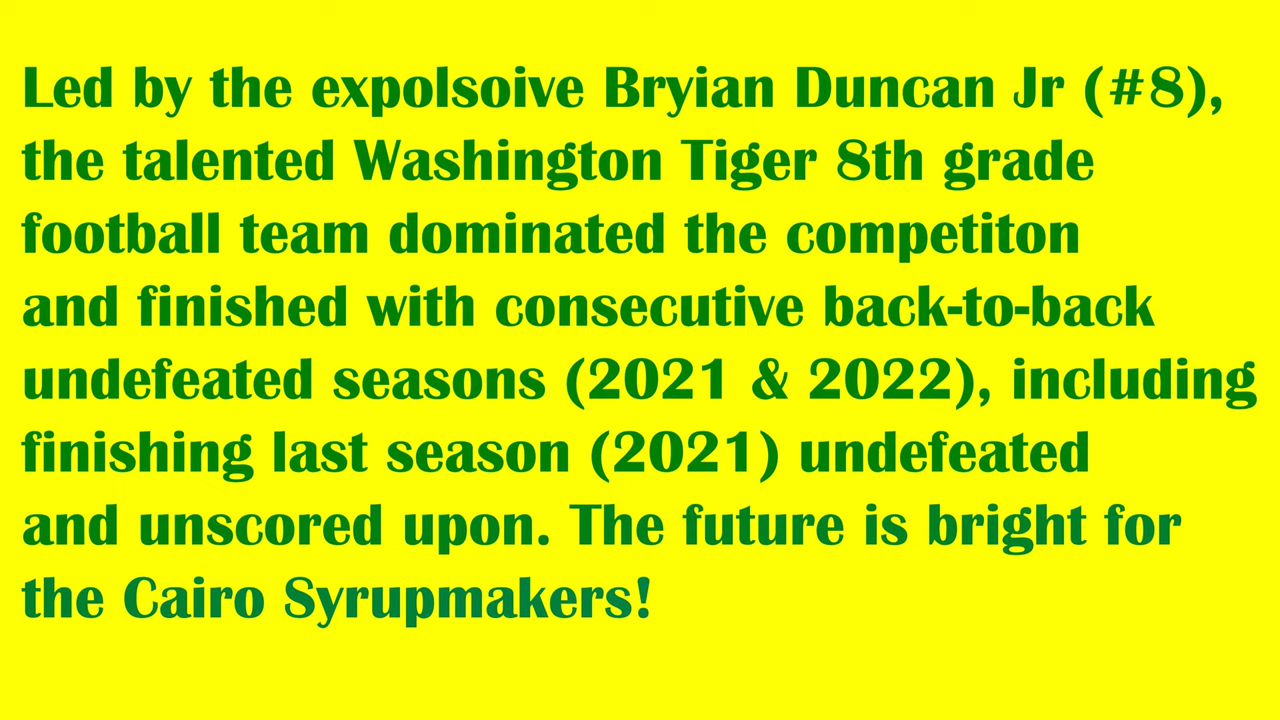 Led by the expolsoive Bryian Duncan Jr (#8),
the talented Washington Tiger 8th grade
football team dominated the competiton
and finished with consecutive back-to-back
undefeated seasons (2021 & 2022), including
finishing last season (2021) undefeated
and unscored upon. The future is bright for
the Cairo Syrupmakers!